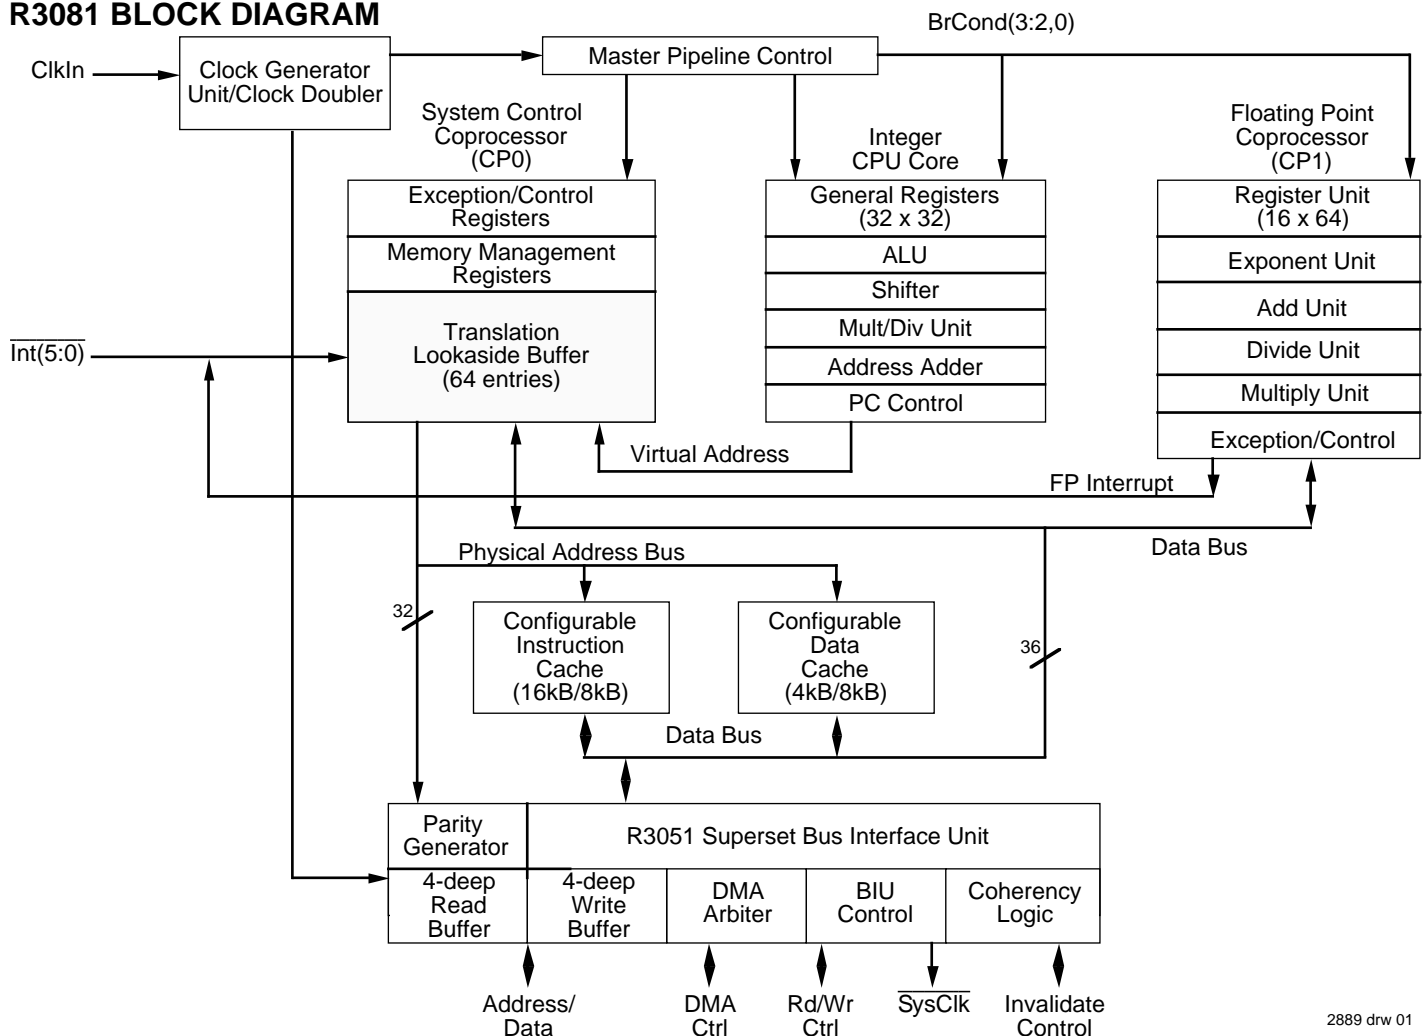 R3081 BLOCK DIAGRAM
BrCond(3:2,0)
ClkIn
Clock Generator
Unit/Clock Doubler
Master Pipeline Control
System Control
Coprocessor
(CP0)
Integer
CPU Core
Floating Point
Coprocessor
(CP1)
Exception/Control
Registers
Memory Management
Registers
Translation
Lookaside Buffer
(64 entries)
General Registers
(32 x 32)
ALU
Shifter
Mult/Div Unit
Address Adder
PC Control
Register Unit
(16 x 64)
Exponent Unit
Add Unit
Divide Unit
Multiply Unit
Exception/Control
Int(5:0)
Virtual Address
FP Interrupt
Data Bus
Physical Address Bus
32
Configurable
Instruction
Cache
(16kB/8kB)
Configurable
Data
Cache
(4kB/8kB)
36
Data Bus
Parity
Generator
R3051 Superset Bus Interface Unit
4-deep
Read
Buffer
4-deep
Write
Buffer
DMA
Arbiter
BIU
Control
Coherency
Logic
Address/
Data
DMA
Ctrl
Rd/Wr
Ctrl
SysClk
Invalidate
Control
2889 drw 01